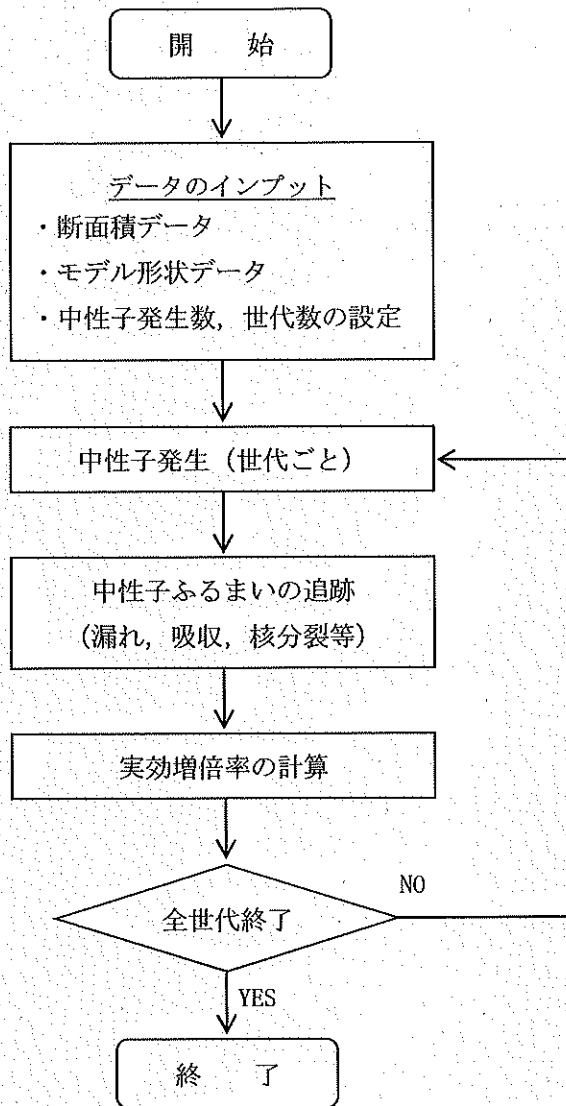 開 始
データのインプット
・断面積データ
・モデル形状データ
・中性子発生数，世代数の設定
中性子発生（世代ごと）
中性子ふるまいの追跡
（漏れ，吸収，核分裂等）
実効増倍率の計算
全世代終了
NO
YES
終 了